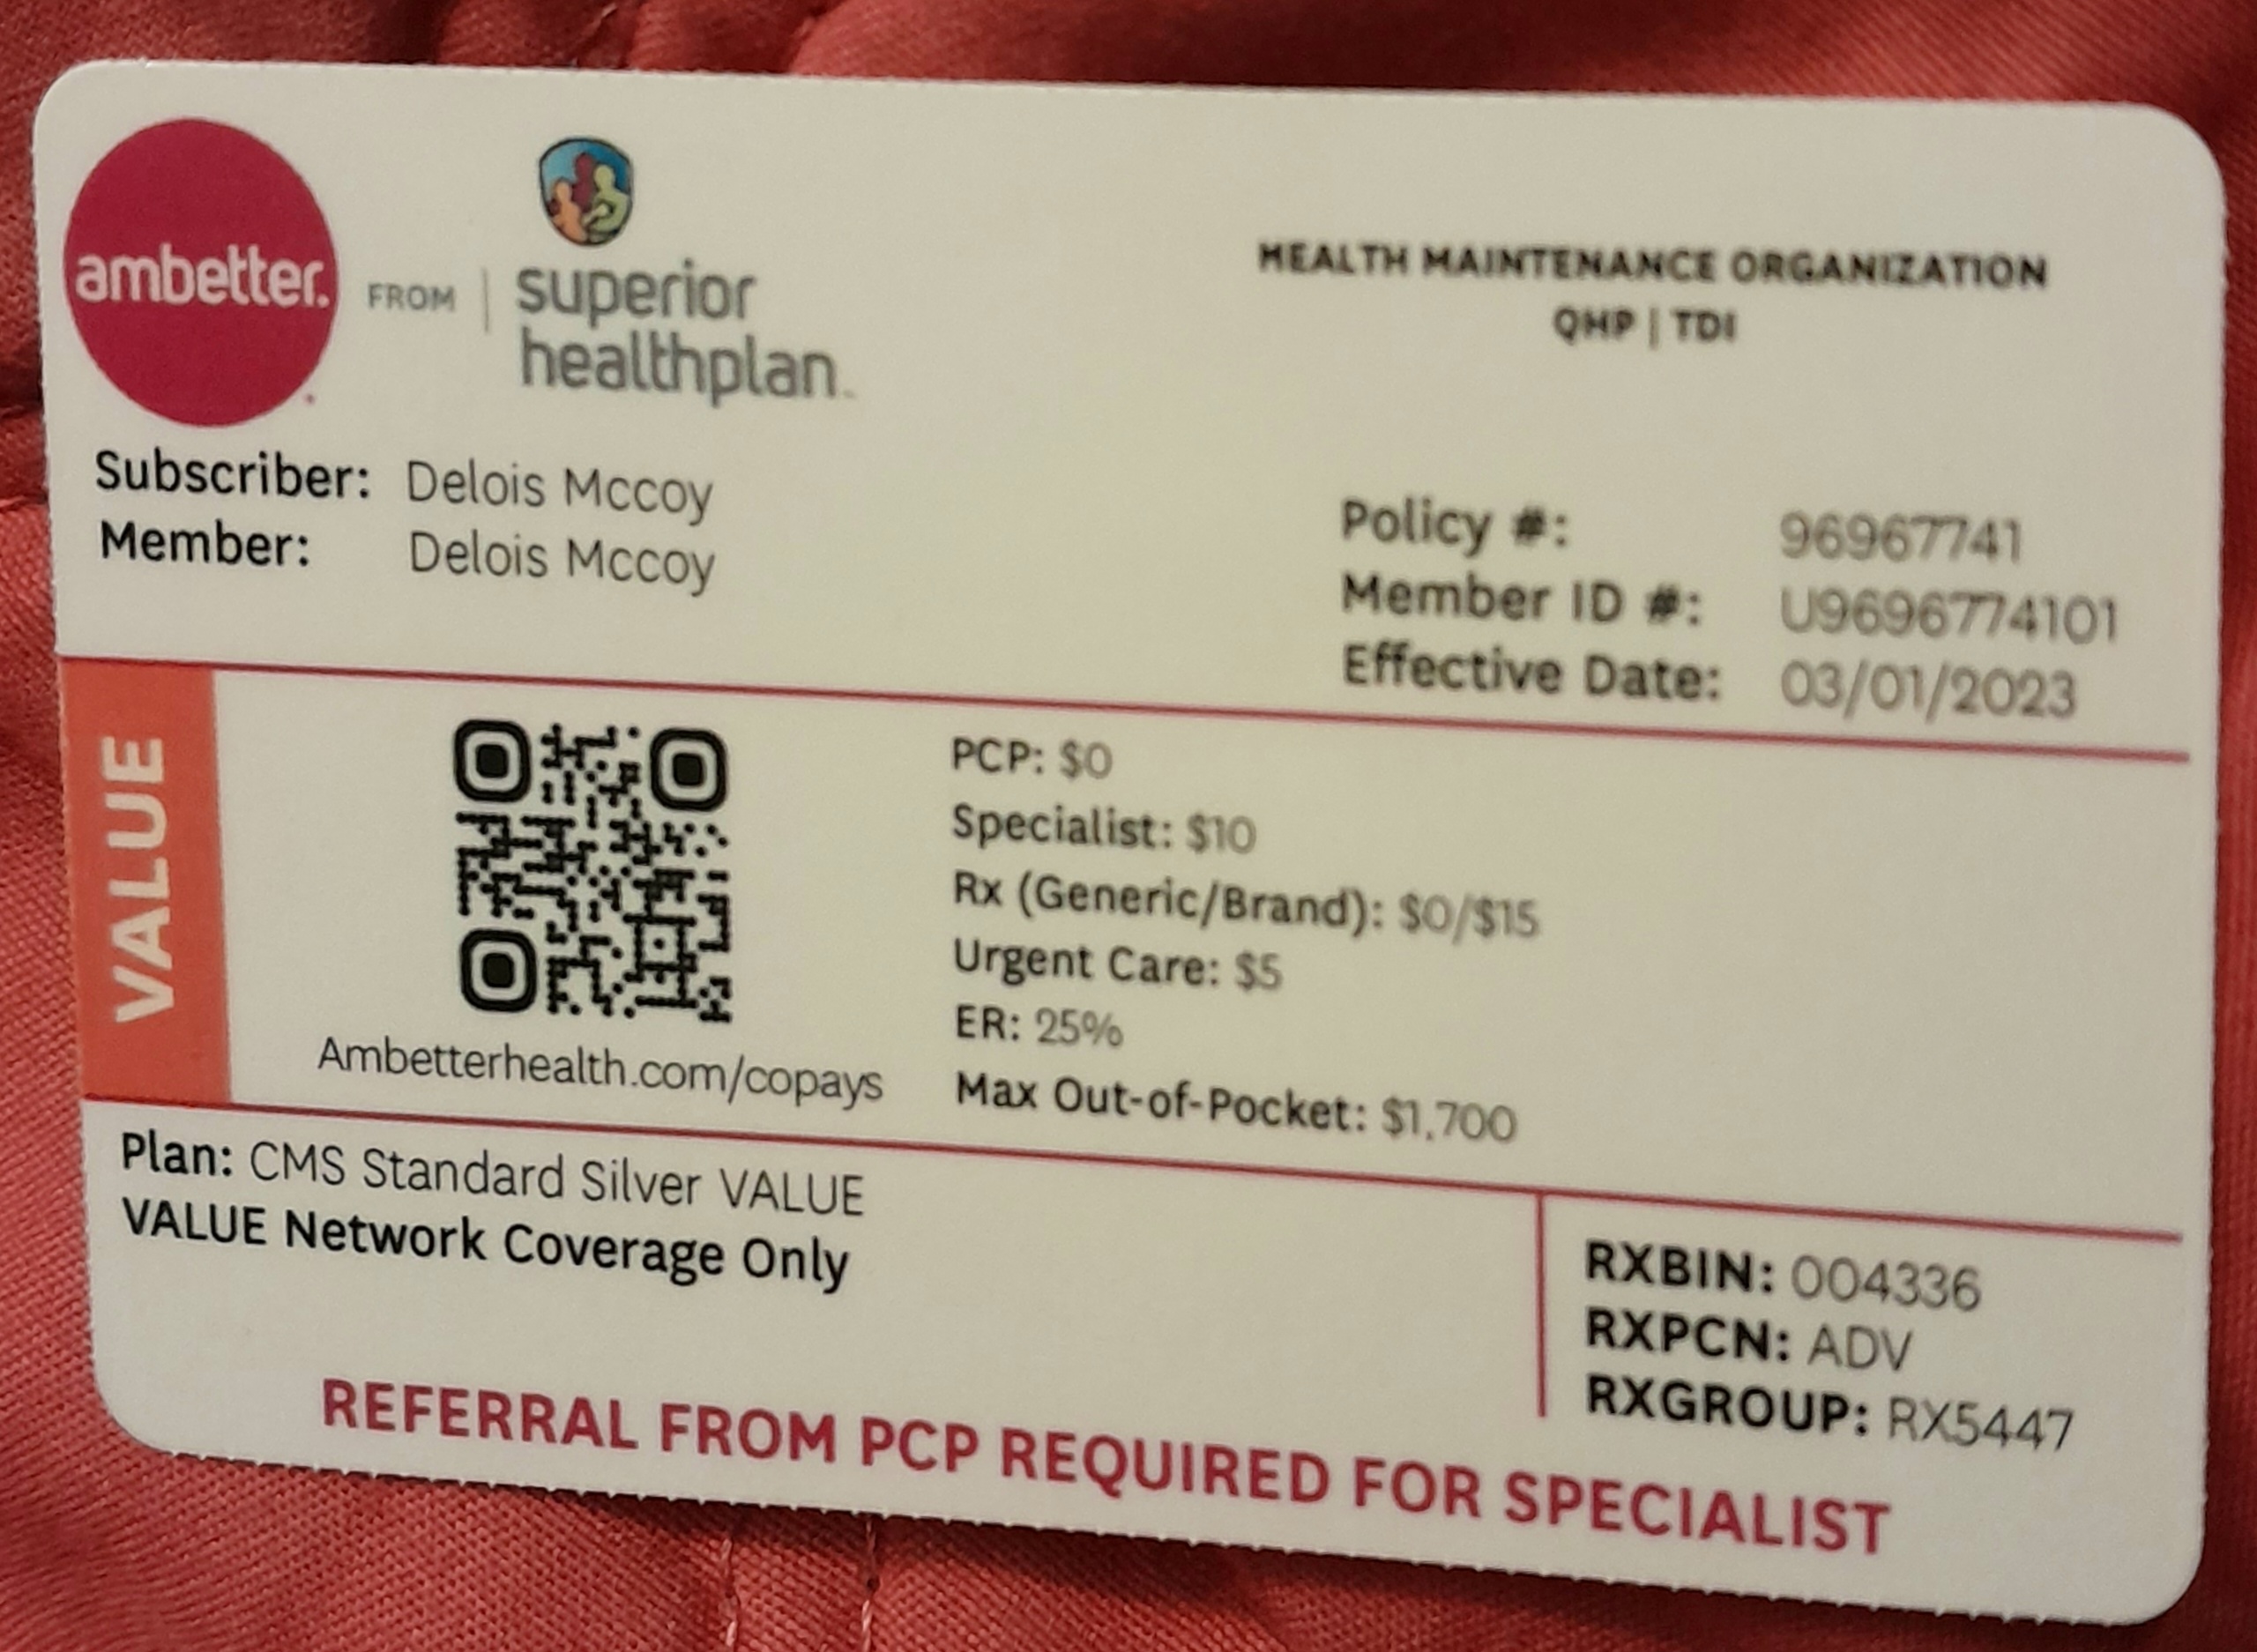 ambetter.
FROM
superior
healthplan
HEALTH MAINTENANCE ORGANIZATION
QHP | TDI
Subscriber: Delois Mccoy
Member: Delois Mccoy
Policy #: 96967741
Member ID #: U9696774101
Effective Date: 03/01/2023
VALUE
Ambetterhealth.com/copays
PCP: $0
Specialist: $10
Rx (Generic/Brand): $0/$15
Urgent Care: $5
ER: 25%
Max Out-of-Pocket: $1,700
Plan: CMS Standard Silver VALUE
VALUE Network Coverage Only
RXBIN: 004336
RXPCN: ADV
RXGROUP: RX5447
REFERRAL FROM PCP REQUIRED FOR SPECIALIST